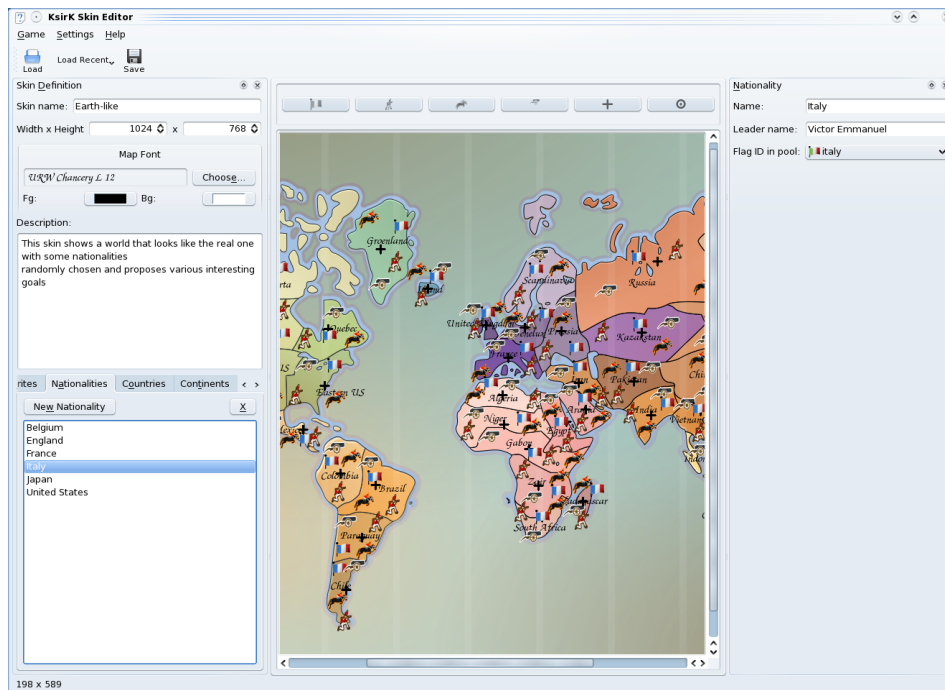 KsirK Skin Editor
Game Settings Help
Load
Load Recent
Save
Skin Definition
Skin name: Earth-like
Width x Height 1024 x 768
Map Font
URW Chancery L 12
Choose...
Fg: Bg:
Description:
This skin shows a world that looks like the real one
with some nationalities
randomly chosen and proposes various interesting
goals
rites Nationalities Countries Continents
New Nationality X
Belgium
England
France
Italy
Japan
United States
Nationality
Name: Italy
Leader name: Victor Emmanuel
Flag ID in pool: italy
Groenland
Scandinavia
Russia
Quebec
United
Prussia
Kazakstan
France
Eastern US
Iran
Pakistan
Algeria
Arabia
India
Vietnam
Niger
Egypt
Gabon
Colombia
Brazil
Zair
South Africa
Paraguay
Chile
198 x 589